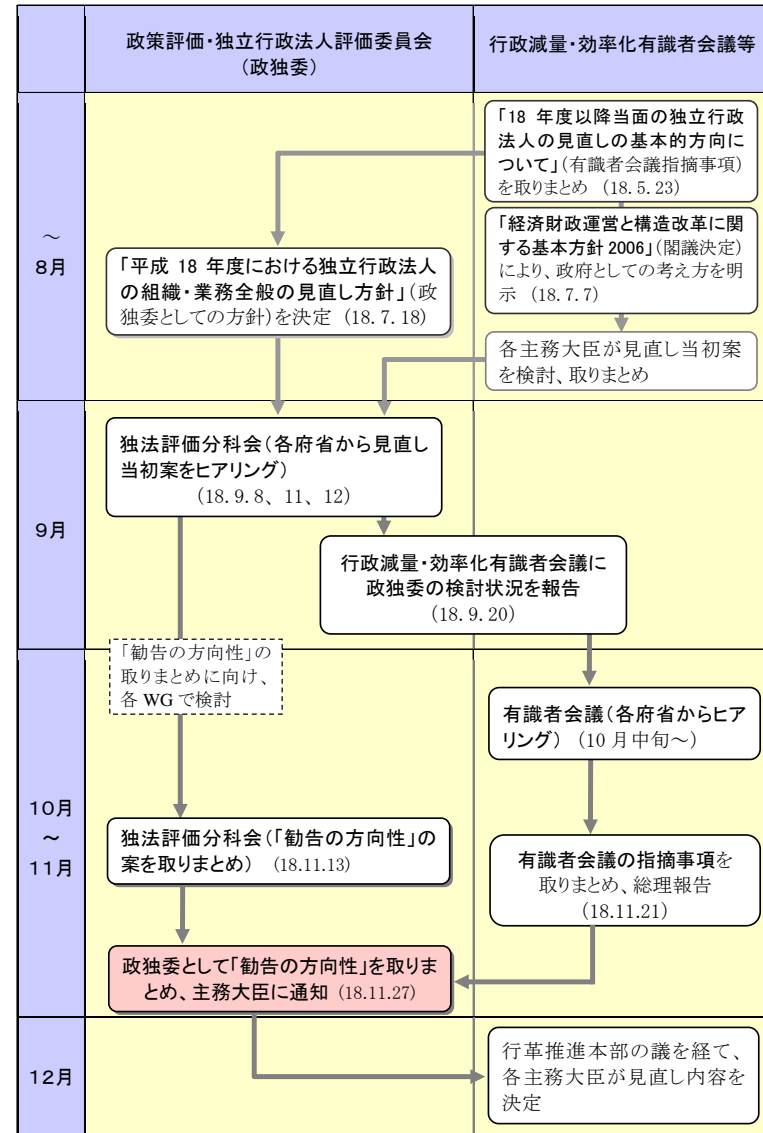 政策評価・独立行政法人評価委員会
(政独委)
行政減量・効率化有識者会議等
～
8月
「18 年度以降当面の独立行政
法人の見直しの基本的方向に
ついて」(有識者会議指摘事項)
を取りまとめ (18.5.23)
「経済財政運営と構造改革に関
する基本方針 2006」(閣議決定)
により、政府としての考え方を明
示 (18.7.7)
「平成 18 年度における独立行政法人
の組織・業務全般の見直し方針」(政
独委としての方針)を決定 (18.7.18)
各主務大臣が見直し当初案
を検討、取りまとめ
9月
独法評価分科会(各府省から見直し
当初案をヒアリング)
(18.9.8、11、12)
行政減量・効率化有識者会議に
政独委の検討状況を報告
(18.9.20)
10月
～
11月
「勧告の方向性」の
取りまとめに向け、
各 WG で検討
有識者会議(各府省からヒア
リング) (10 月中旬～)
独法評価分科会(「勧告の方向性」の
案を取りまとめ) (18.11.13)
有識者会議の指摘事項を
取りまとめ、総理報告
(18.11.21)
政独委として「勧告の方向性」を取りま
とめ、主務大臣に通知 (18.11.27)
12月
行革推進本部の議を経て、
各主務大臣が見直し内容を
決定